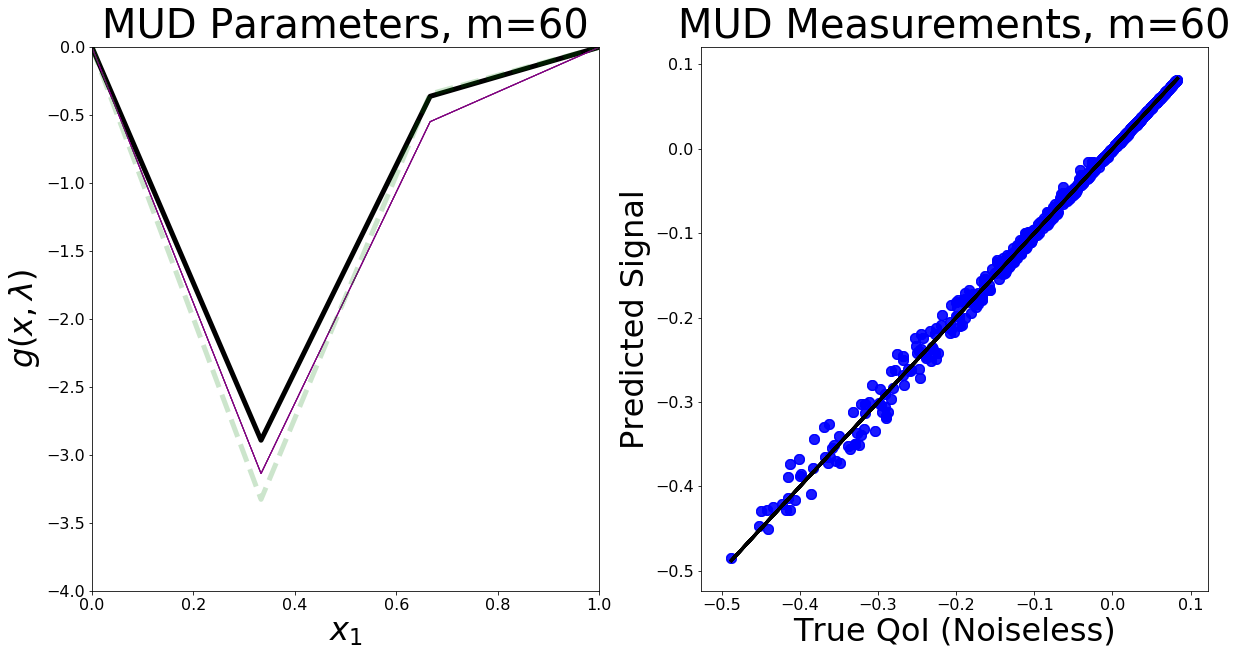 MUD Parameters, m=60
0.0
−0.5
−1.0
−1.5
−2.0
−2.5
−3.0
−3.5
−4.0
g(x, λ)
0.0 0.2 0.4 0.6 0.8 1.0
x₁
MUD Measurements, m=60
0.1
0.0
−0.1
−0.2
−0.3
−0.4
−0.5
Predicted Signal
−0.5 −0.4 −0.3 −0.2 −0.1 0.0 0.1
True QoI (Noiseless)